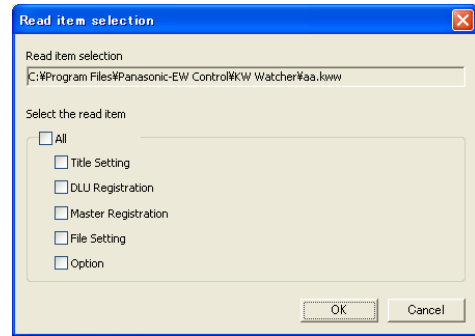 Read item selection
Read item selection
C:¥Program Files¥Panasonic-EW Control¥KW Watcher¥aa.kww
Select the read item
All
Title Setting
DLU Registration
Master Registration
File Setting
Option
OK Cancel